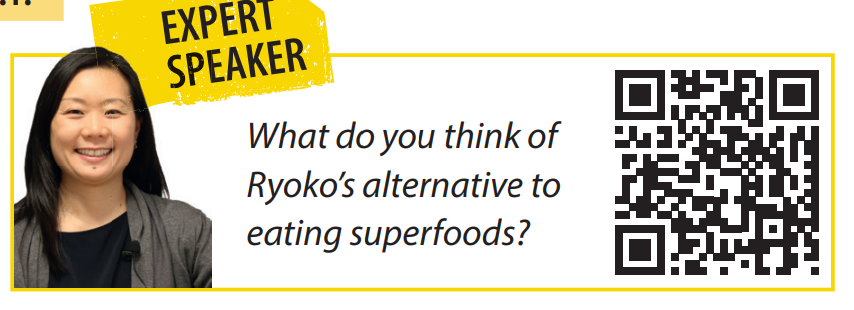 EXPERT
SPEAKER
What do you think of
Ryoko's alternative to
eating superfoods?